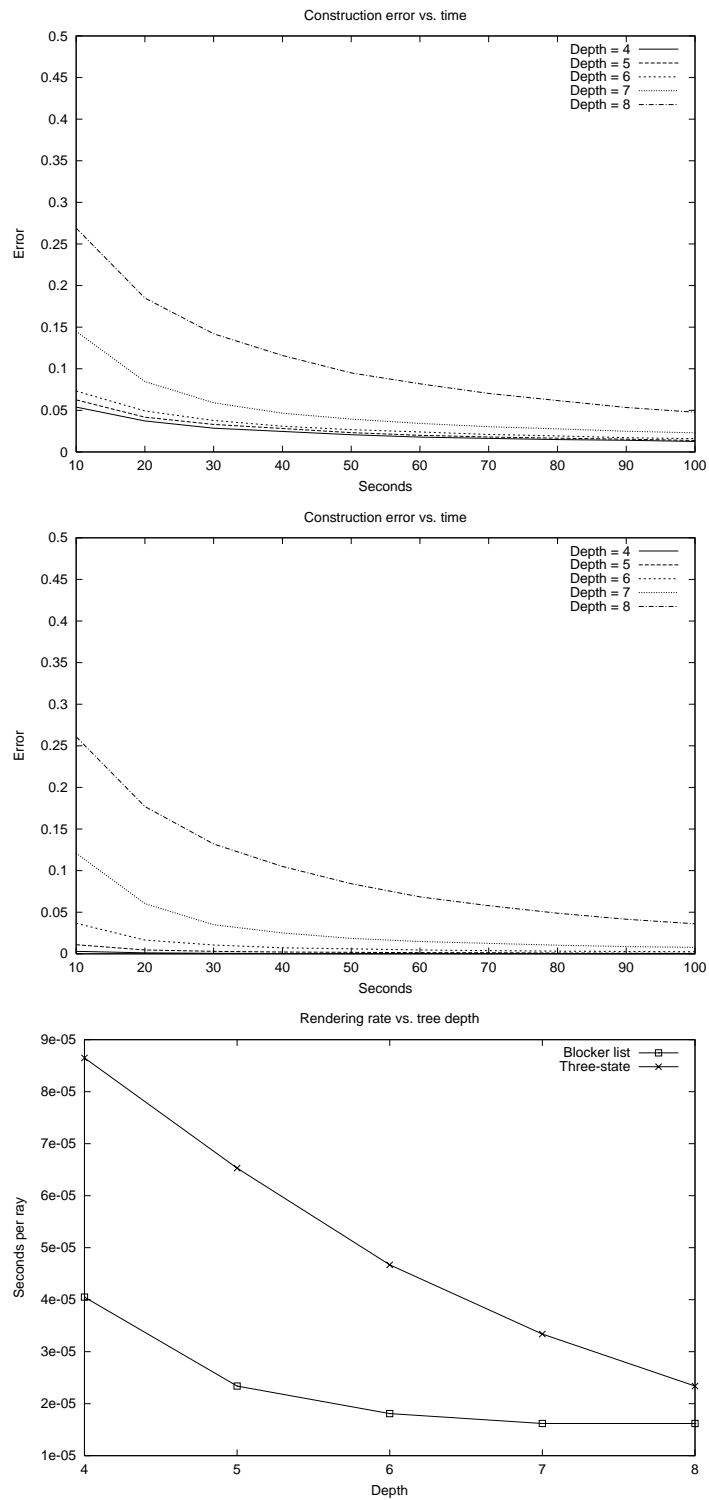 Construction error vs. time
0.5
0.45
0.4
0.35
0.3
0.25
0.2
0.15
0.1
0.05
0
Error
Depth = 4
Depth = 5
Depth = 6
Depth = 7
Depth = 8
10 20 30 40 50 60 70 80 90 100
Seconds
Construction error vs. time
0.5
0.45
0.4
0.35
0.3
0.25
0.2
0.15
0.1
0.05
0
Error
Depth = 4
Depth = 5
Depth = 6
Depth = 7
Depth = 8
10 20 30 40 50 60 70 80 90 100
Seconds
Rendering rate vs. tree depth
9e-05
8e-05
7e-05
6e-05
5e-05
4e-05
3e-05
2e-05
1e-05
Seconds per ray
Blocker list
Three-state
4 5 6 7 8
Depth